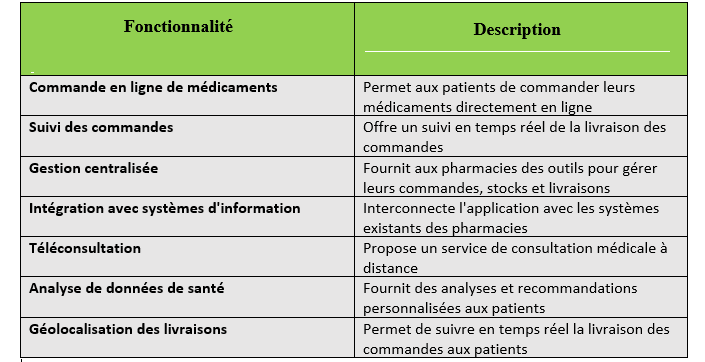 Fonctionnalité
Description
Commande en ligne de médicaments
Permet aux patients de commander leurs
médicaments directement en ligne
Suivi des commandes
Offre un suivi en temps réel de la livraison des
commandes
Gestion centralisée
Fournit aux pharmacies des outils pour gérer
leurs commandes, stocks et livraisons
Intégration avec systèmes d'information
Interconnecte l'application avec les systèmes
existants des pharmacies
Téléconsultation
Propose un service de consultation médicale à
distance
Analyse de données de santé
Fournit des analyses et recommandations
personnalisées aux patients
Géolocalisation des livraisons
Permet de suivre en temps réel la livraison des
commandes aux patients